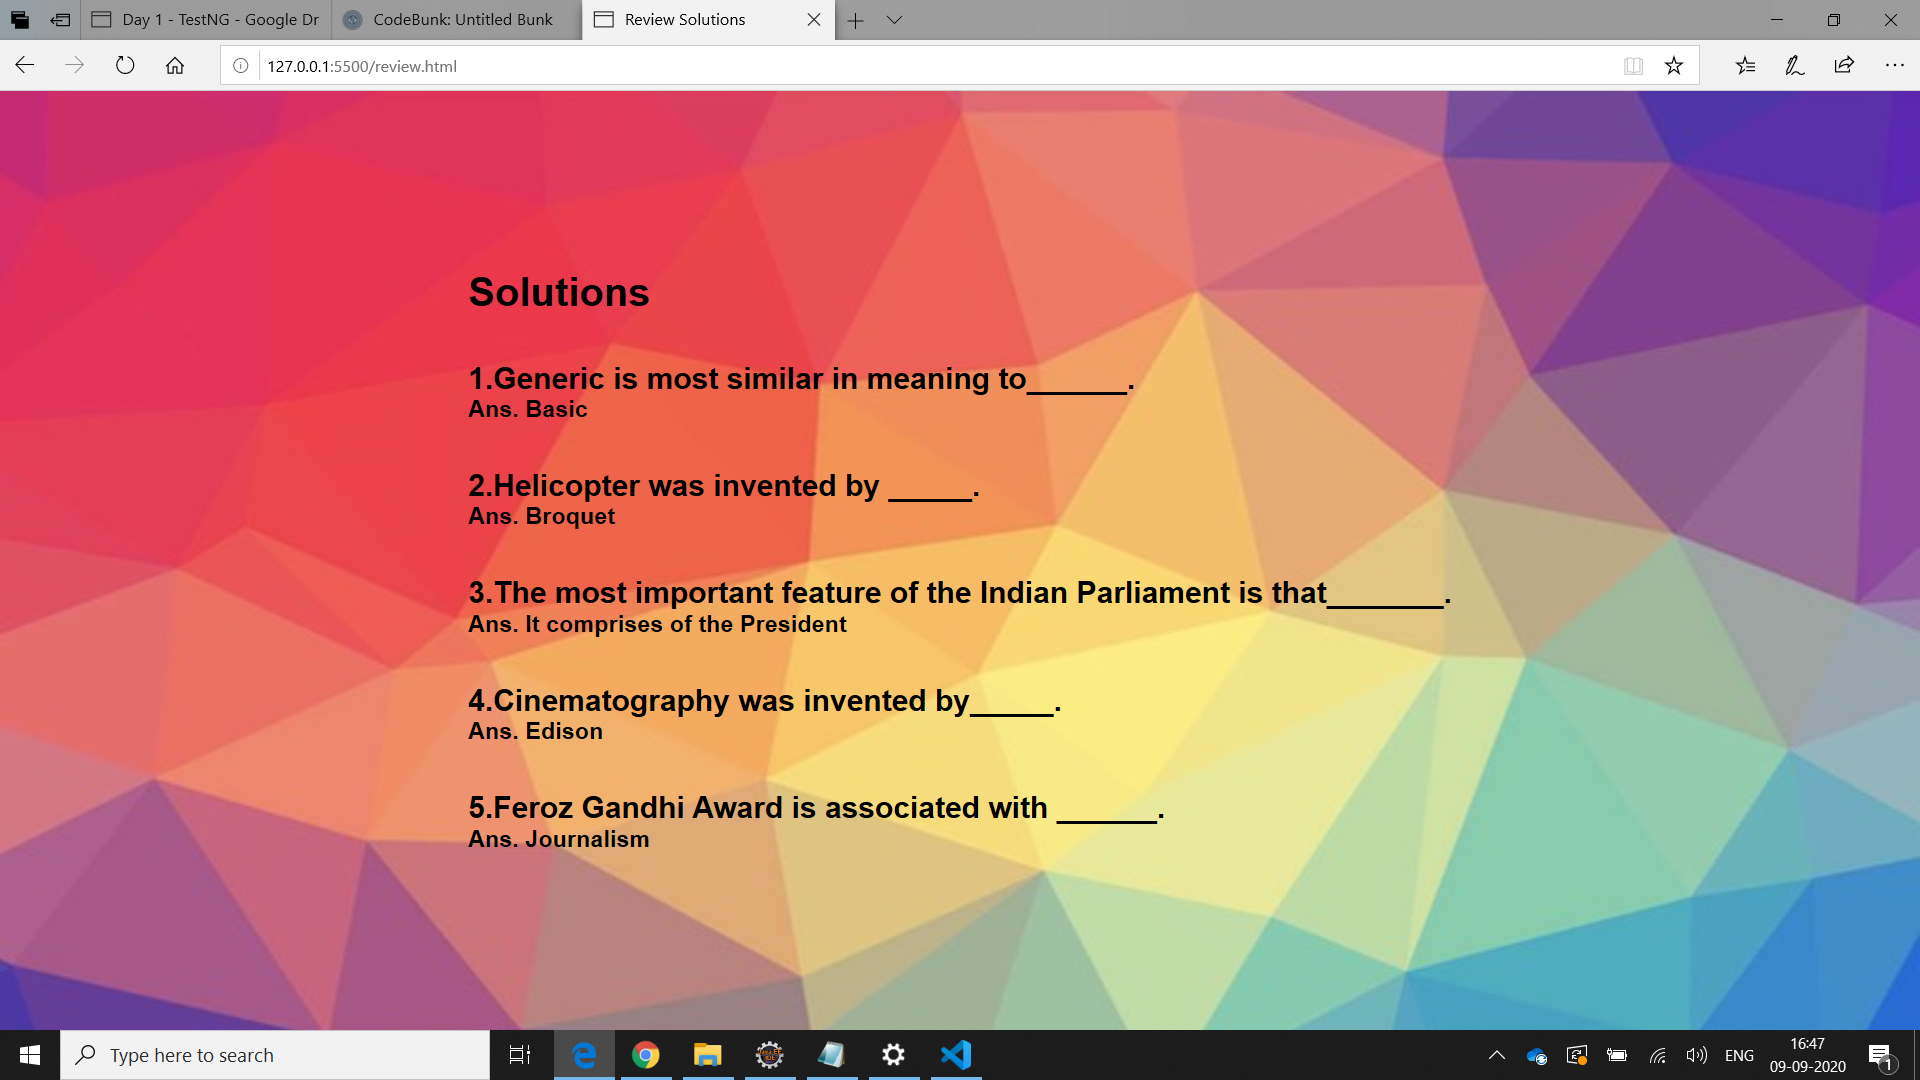 Day 1 - TestNG - Google Dr
CodeBunk: Untitled Bunk
Review Solutions
127.0.0.1:5500/review.html
Solutions
1.Generic is most similar in meaning to______.
Ans. Basic
2.Helicopter was invented by _____.
Ans. Broquet
3.The most important feature of the Indian Parliament is that_______.
Ans. It comprises of the President
4.Cinematography was invented by_____.
Ans. Edison
5.Feroz Gandhi Award is associated with ______.
Ans. Journalism
Type here to search
ENG
16:47
09-09-2020
1